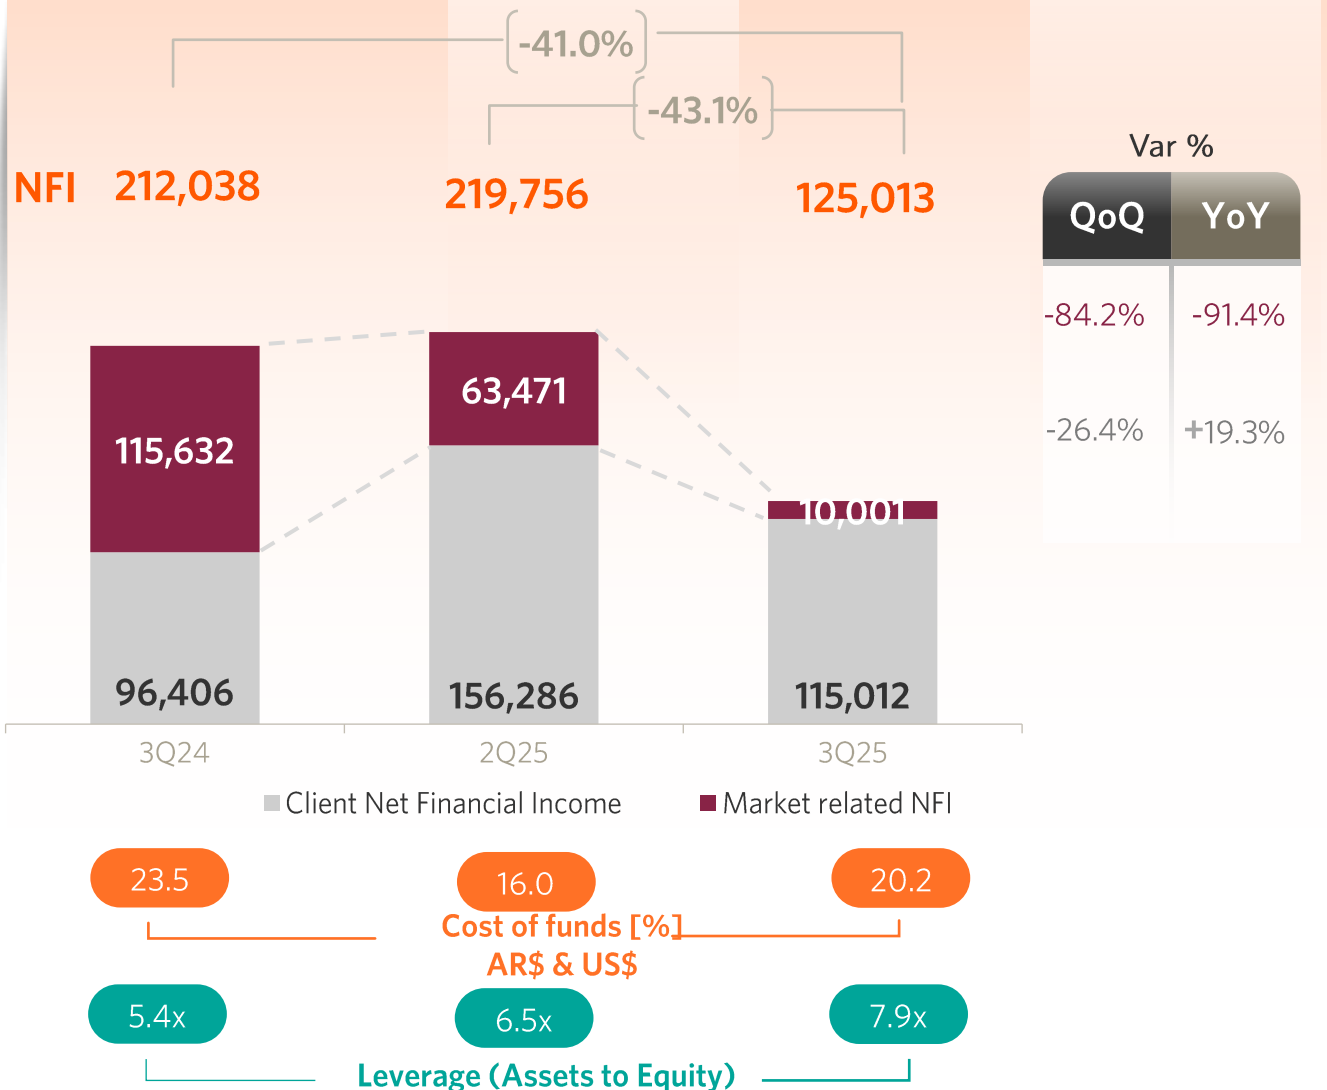 -41.0%
-43.1%
Var %
NFI 212,038 219,756 125,013
QoQ YoY
-84.2% -91.4%
63,471
115,632
-26.4% +19.3%
10,001
96,406 156,286 115,012
3Q24 2Q25 3Q25
Client Net Financial Income Market related NFI
23.5 16.0 20.2
Cost of funds [%]
AR$ & US$
5.4x 6.5x 7.9x
Leverage (Assets to Equity)